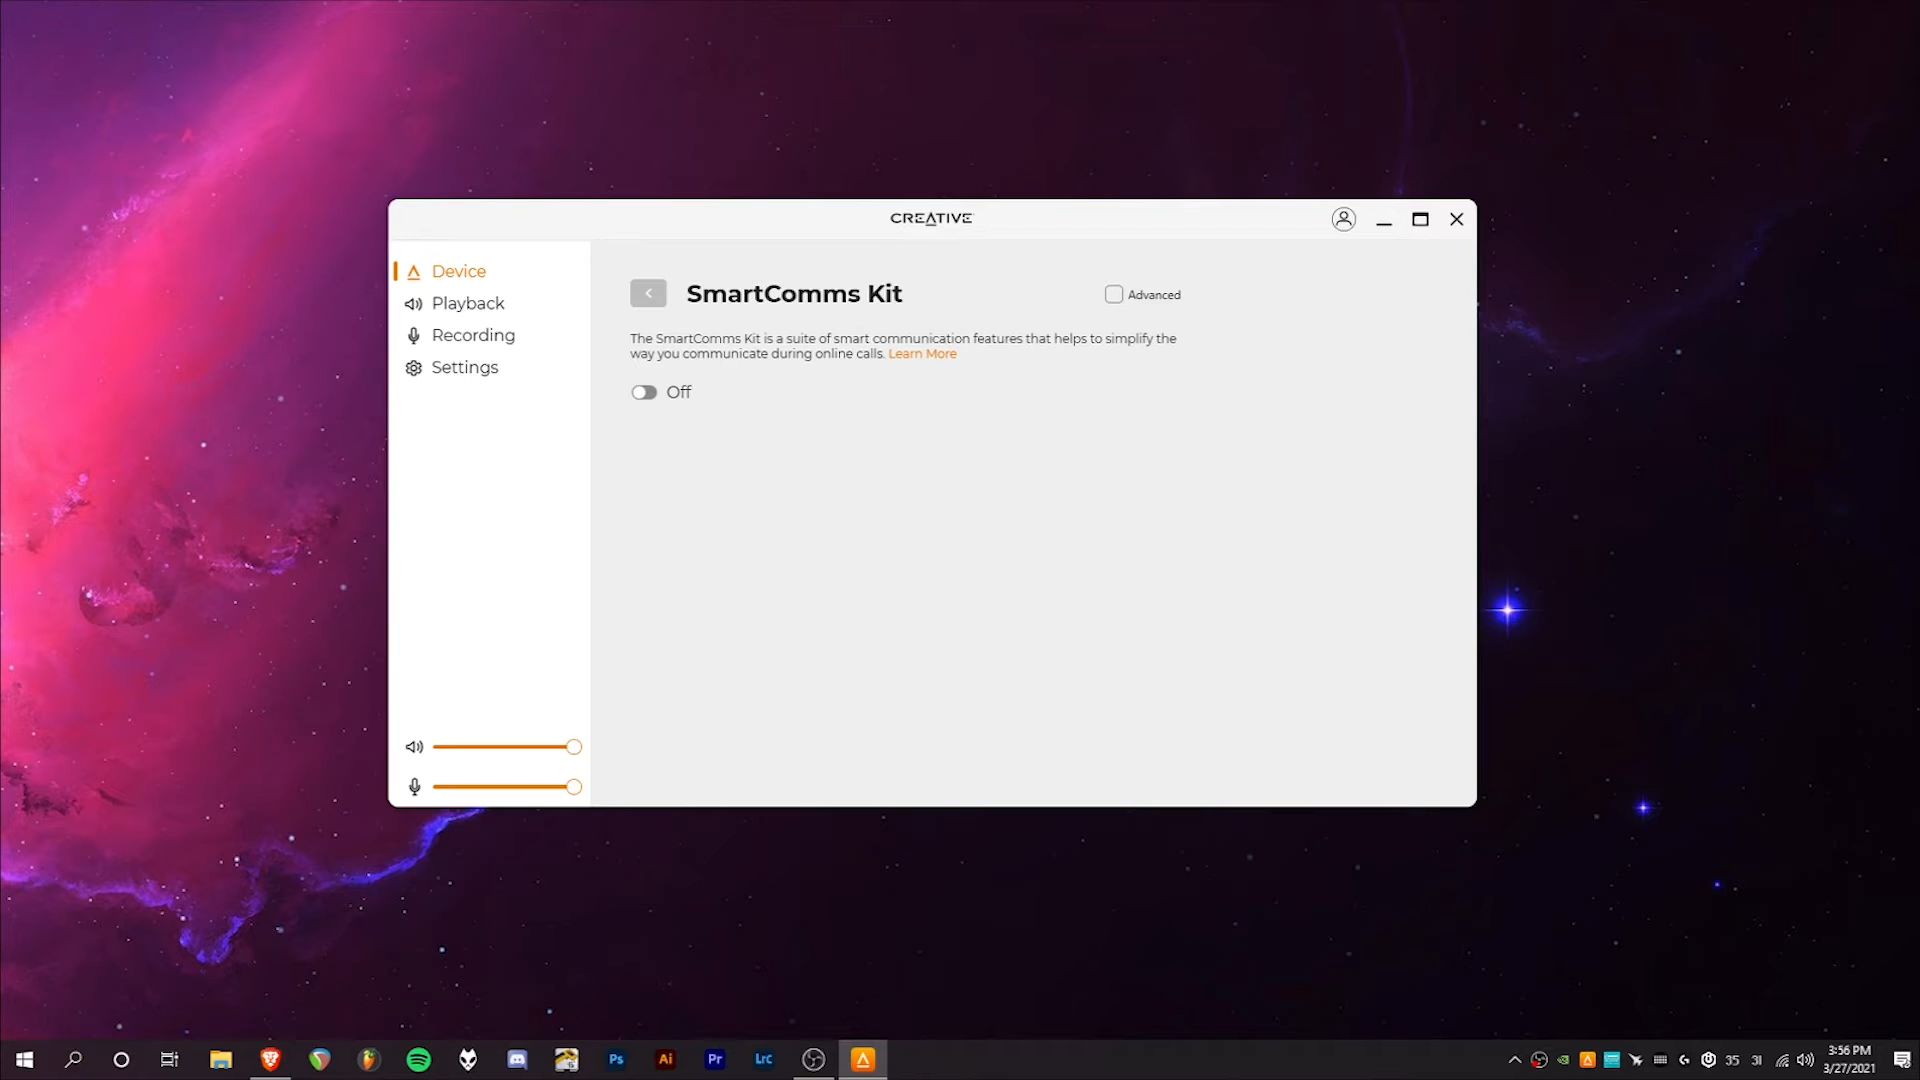 CREATIVE
Device
Playback
Recording
Settings
SmartComms Kit
Advanced
The SmartComms Kit is a suite of smart communication features that helps to simplify the
way you communicate during online calls. Learn More
Off
Ps
Ai
Pr
Lrc
35
31
3:56 PM
3/27/2021